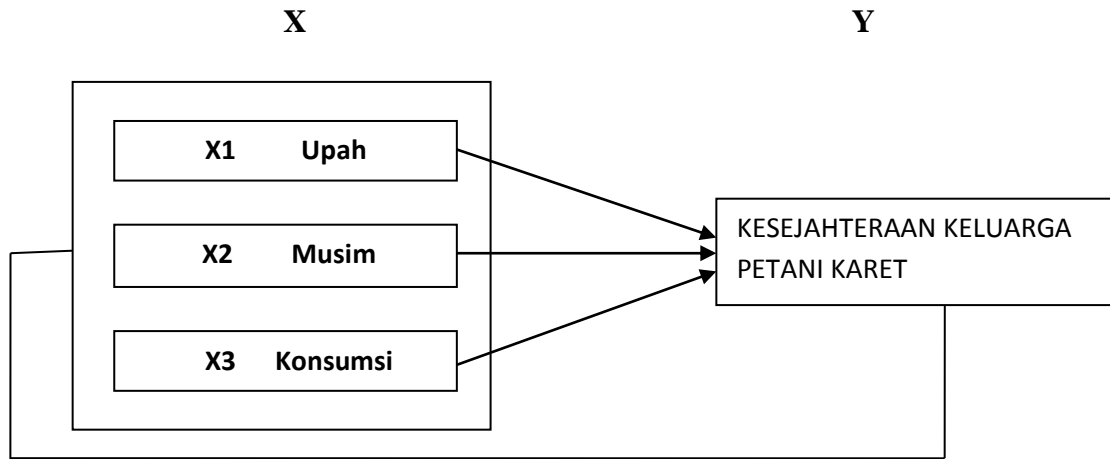 X Y
X1 Upah
X2 Musim
X3 Konsumsi
KESEJAHTERAAN KELUARGA
PETANI KARET